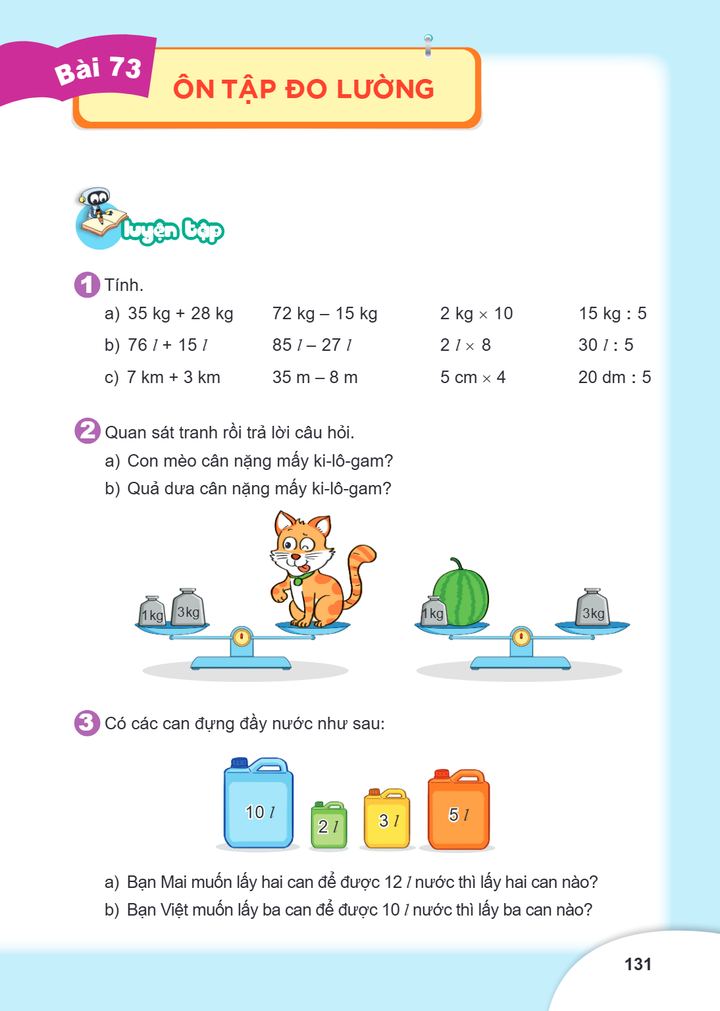 Bài 73
ÔN TẬP ĐO LƯỜNG
luyện tập
1 Tính.
a) 35 kg + 28 kg 72 kg – 15 kg 2 kg × 10 15 kg : 5
b) 76 l + 15 l 85 l – 27 l 2 l × 8 30 l : 5
c) 7 km + 3 km 35 m – 8 m 5 cm × 4 20 dm : 5
2 Quan sát tranh rồi trả lời câu hỏi.
a) Con mèo cân nặng mấy ki-lô-gam?
b) Quả dưa cân nặng mấy ki-lô-gam?
1kg 3kg 1kg 3kg
3 Có các can đựng đầy nước như sau:
10 l 2 l 3 l 5 l
a) Bạn Mai muốn lấy hai can để được 12 l nước thì lấy hai can nào?
b) Bạn Việt muốn lấy ba can để được 10 l nước thì lấy ba can nào?
131